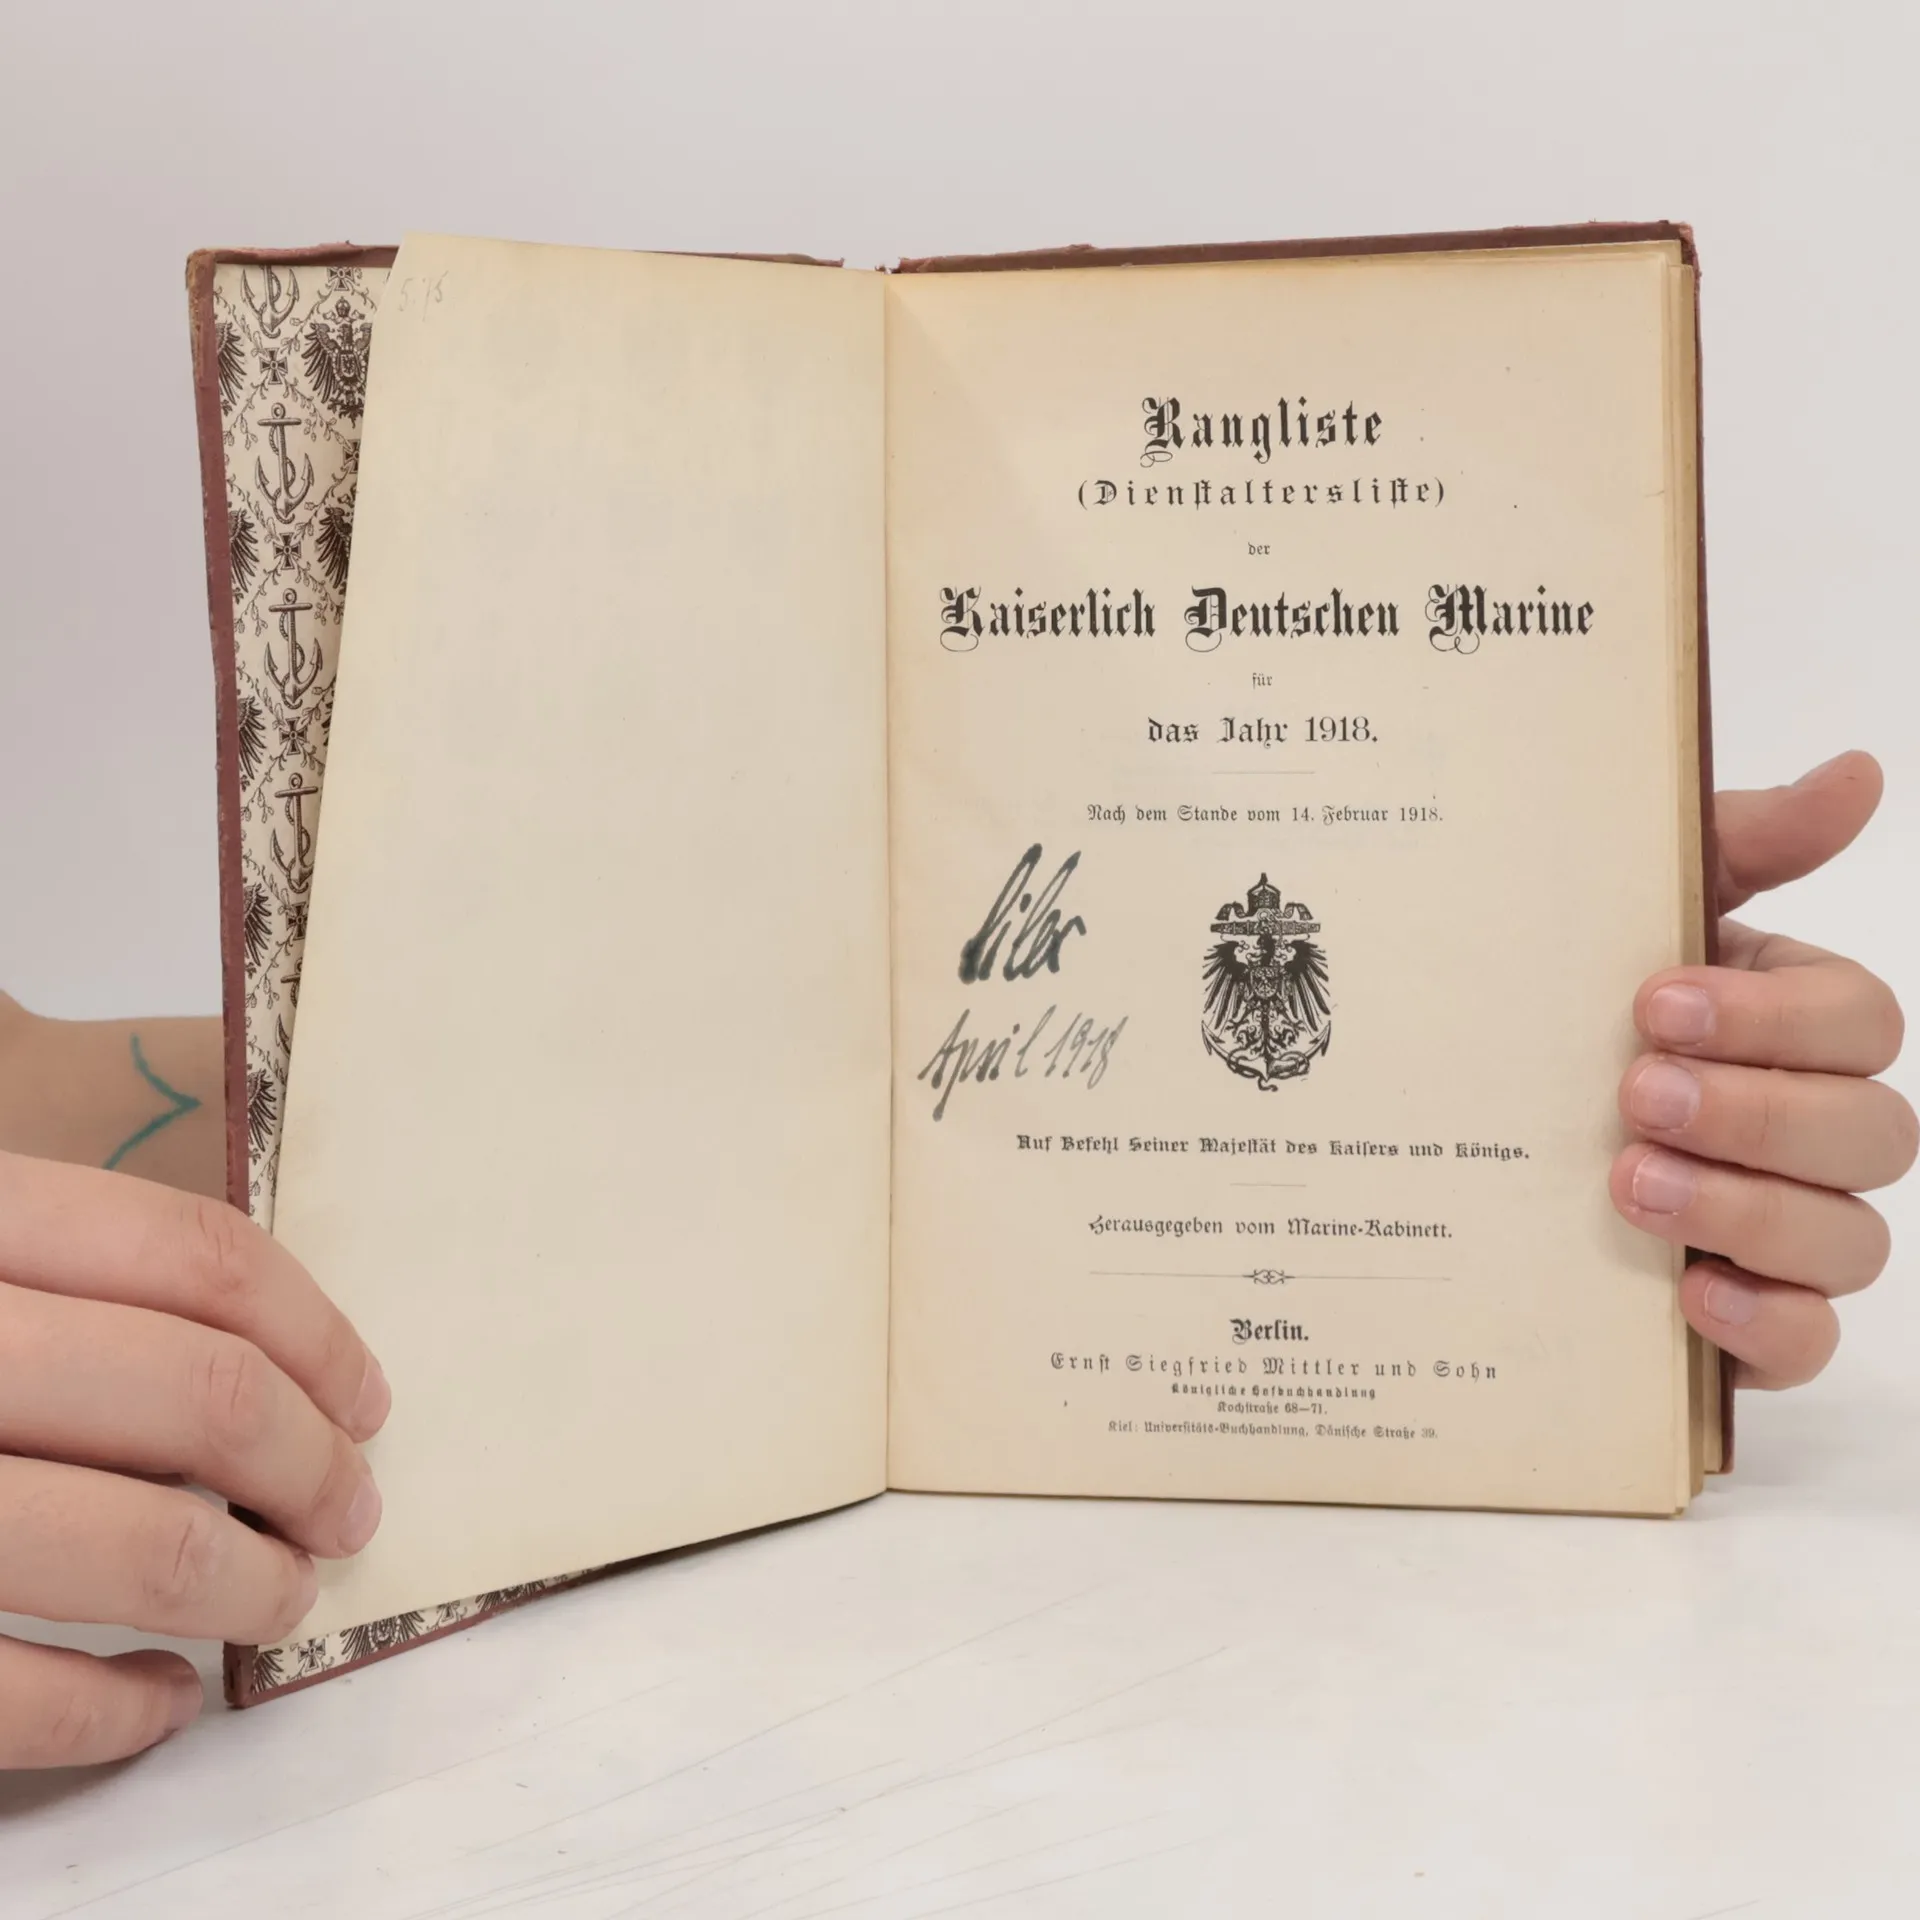 Rangliste
(Dienstaltersliste)
der
Kaiserlich Deutschen Marine
für
das Jahr 1918.
Nach dem Stande vom 14. Februar 1918.
April 1918
Auf Befehl Seiner Majestät des Kaisers und Königs.
Herausgegeben vom Marine-Kabinett.
Berlin.
Ernst Siegfried Mittler und Sohn
Königliche Hofbuchhandlung
Kochstraße 68—71.
Kiel: Universitäts-Buchhandlung, Dänische Straße 39.